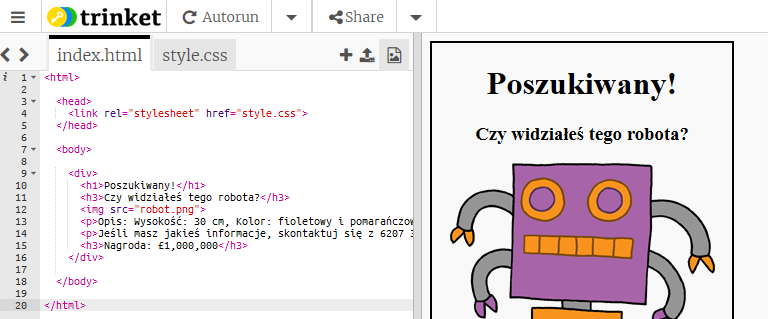 trinket Autorun Share
index.html style.css
1 <html>
2
3 <head>
4 <link rel="stylesheet" href="style.css">
5 </head>
6
7 <body>
8
9 <div>
10 <h1>Poszukiwany!</h1>
11 <h3>Czy widziałeś tego robota?</h3>
12 <img src="robot.png">
13 <p>Opis: Wysokość: 30 cm, Kolor: fioletowy i pomarańczow
14 <p>Jeśli masz jakieś informacje, skontaktuj się z 6207 3
15 <h3>Nagroda: £1,000,000</h3>
16 </div>
17
18 </body>
19
20 </html>
Poszukiwany!
Czy widziałeś tego robota?